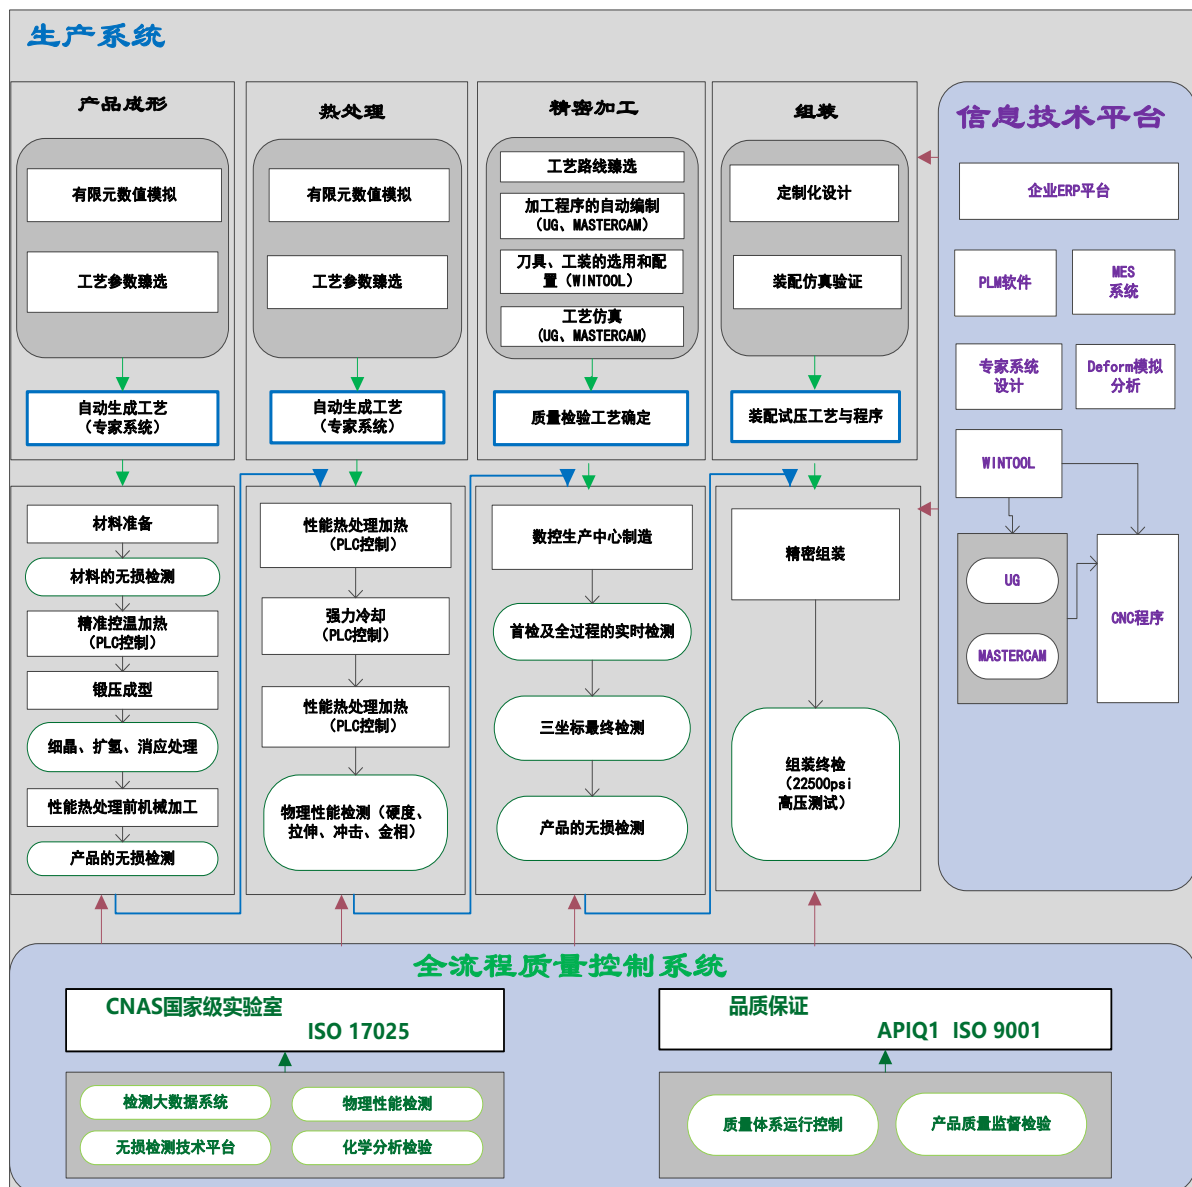 生产系统
产品成形
有限元数值模拟
工艺参数臻选
自动生成工艺
(专家系统)
材料准备
材料的无损检测
精准控温加热
(PLC控制)
锻压成型
细晶、扩氢、消应处理
性能热处理前机械加工
产品的无损检测
热处理
有限元数值模拟
工艺参数臻选
自动生成工艺
(专家系统)
性能热处理加热
(PLC控制)
强力冷却
(PLC控制)
性能热处理加热
(PLC控制)
物理性能检测（硬度、
拉伸、冲击、金相）
精密加工
工艺路线臻选
加工程序的自动编制
(UG、MASTERCAM)
刀具、工装的选用和配
置（WINTOOL）
工艺仿真
(UG、MASTERCAM)
质量检验工艺确定
数控生产中心制造
首检及全过程的实时检测
三坐标最终检测
产品的无损检测
组装
定制化设计
装配仿真验证
装配试压工艺与程序
精密组装
组装终检
（22500psi
高压测试）
信息技术平台
企业ERP平台
PLM软件
MES
系统
专家系统
设计
Deform模拟
分析
WINTOOL
UG
MASTERCAM
CNC程序
全流程质量控制系统
CNAS国家级实验室
ISO 17025
检测大数据系统
物理性能检测
无损检测技术平台
化学分析检验
品质保证
APIQ1 ISO 9001
质量体系运行控制
产品质量监督检验